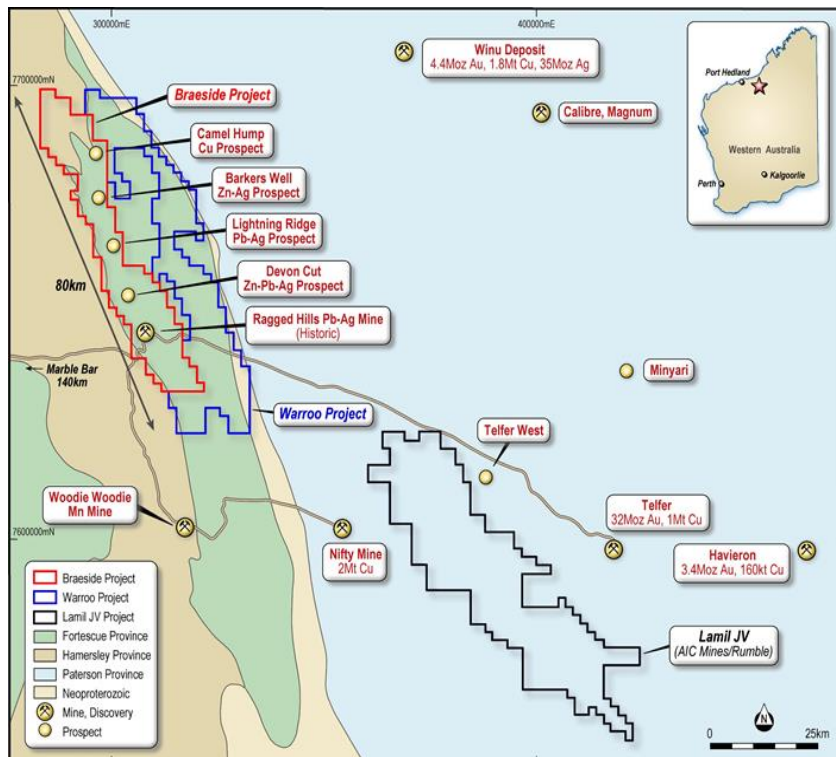 300000mE
400000mE
7700000mN
7600000mN
Winu Deposit
4.4Moz Au, 1.8Mt Cu, 35Moz Ag
Calibre, Magnum
Port Hedland
Western Australia
Perth
Kalgoorlie
Braeside Project
Camel Hump
Cu Prospect
Barkers Well
Zn-Ag Prospect
Lightning Ridge
Pb-Ag Prospect
Devon Cut
Zn-Pb-Ag Prospect
80km
Ragged Hills Pb-Ag Mine
(Historic)
Marble Bar
140km
Minyari
Warroo Project
Telfer West
Woodie Woodie
Mn Mine
Nifty Mine
2Mt Cu
Telfer
32Moz Au, 1Mt Cu
Havieron
3.4Moz Au, 160kt Cu
Lamil JV
(AIC Mines/Rumble)
Braeside Project
Warroo Project
Lamil JV Project
Fortescue Province
Hamersley Province
Paterson Province
Neoproterozoic
Mine, Discovery
Prospect
N
0
25km